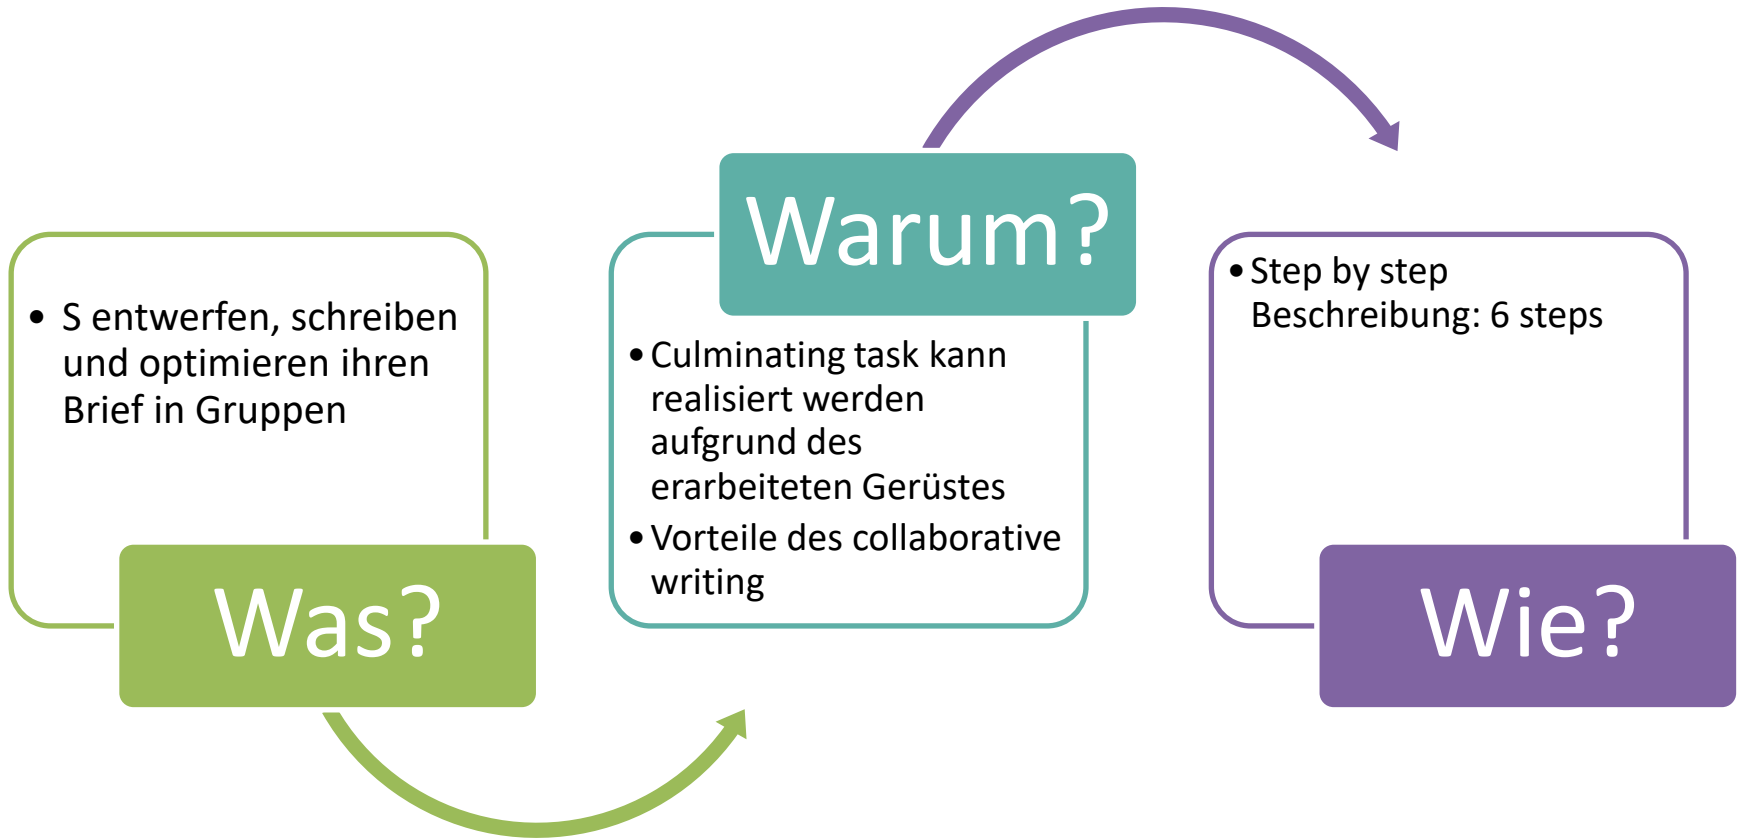 • S entwerfen, schreiben
und optimieren ihren
Brief in Gruppen
Was?
Warum?
• Culminating task kann
realisiert werden
aufgrund des
erarbeiteten Gerüstes
• Vorteile des collaborative
writing
• Step by step
Beschreibung: 6 steps
Wie?